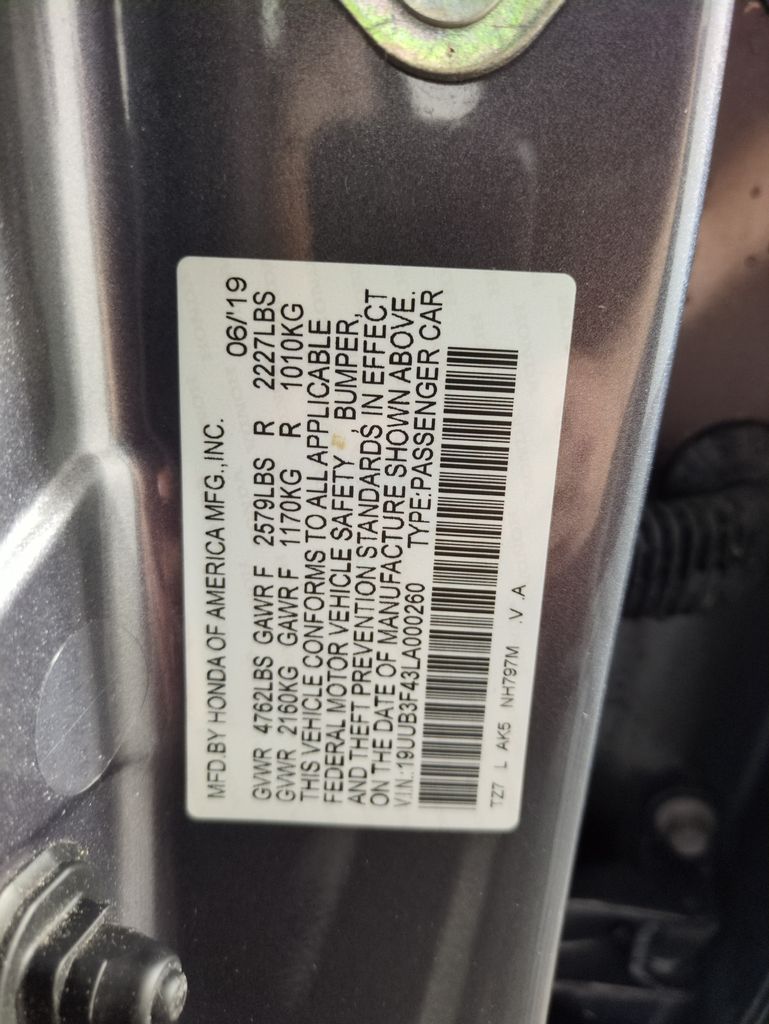 MFD.BY HONDA OF AMERICA MFG.,INC. 06/'19
GVWR 4762LBS GAWR F 2579LBS R 2227LBS
GVWR 2160KG GAWR F 1170KG R 1010KG
THIS VEHICLE CONFORMS TO ALL APPLICABLE
FEDERAL MOTOR VEHICLE SAFETY, BUMPER,
AND THEFT PREVENTION STANDARDS, IN EFFECT
ON THE DATE OF MANUFACTURE SHOWN ABOVE.
V.I.N.:19UUB3F43LA000260 TYPE:PASSENGER CAR
TZ7 L AK5 NH797M .V .A